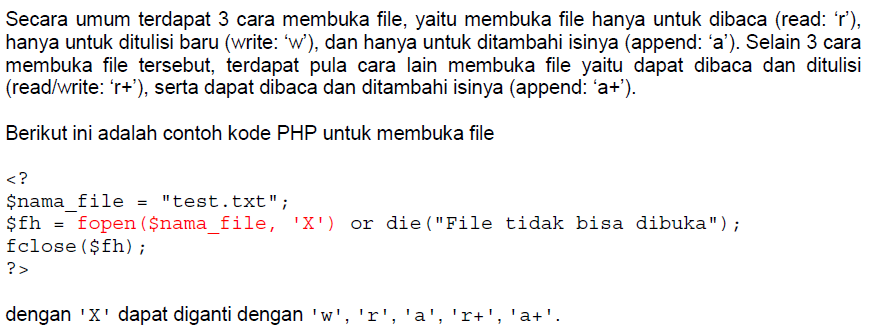 Secara umum terdapat 3 cara membuka file, yaitu membuka file hanya untuk dibaca (read: ‘r’),
hanya untuk ditulisi baru (write: ‘w’), dan hanya untuk ditambahi isinya (append: ‘a’). Selain 3 cara
membuka file tersebut, terdapat pula cara lain membuka file yaitu dapat dibaca dan ditulisi
(read/write: ‘r+’), serta dapat dibaca dan ditambahi isinya (append: ‘a+’).
Berikut ini adalah contoh kode PHP untuk membuka file
<?
$nama_file = "test.txt";
$fh = fopen($nama_file, 'X') or die("File tidak bisa dibuka");
fclose($fh);
?>
dengan 'X' dapat diganti dengan 'w', 'r', 'a', 'r+', 'a+'.